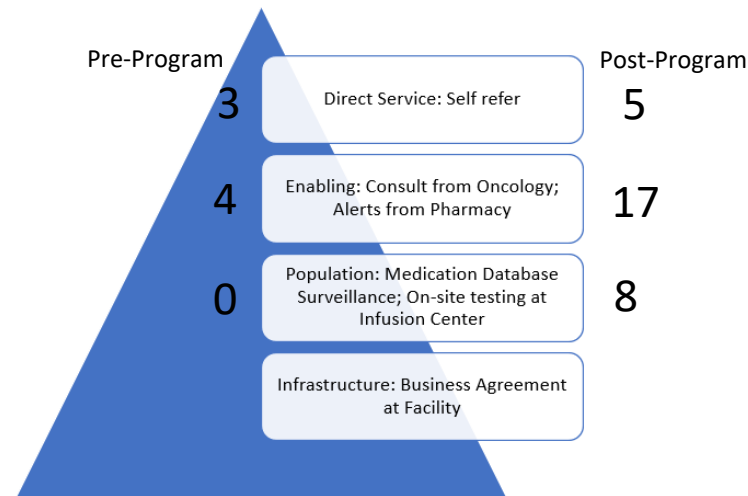 Pre-Program
Post-Program
3
Direct Service: Self refer
5
4
Enabling: Consult from Oncology;
Alerts from Pharmacy
17
0
Population: Medication Database
Surveillance; On-site testing at
Infusion Center
8
Infrastructure: Business Agreement
at Facility